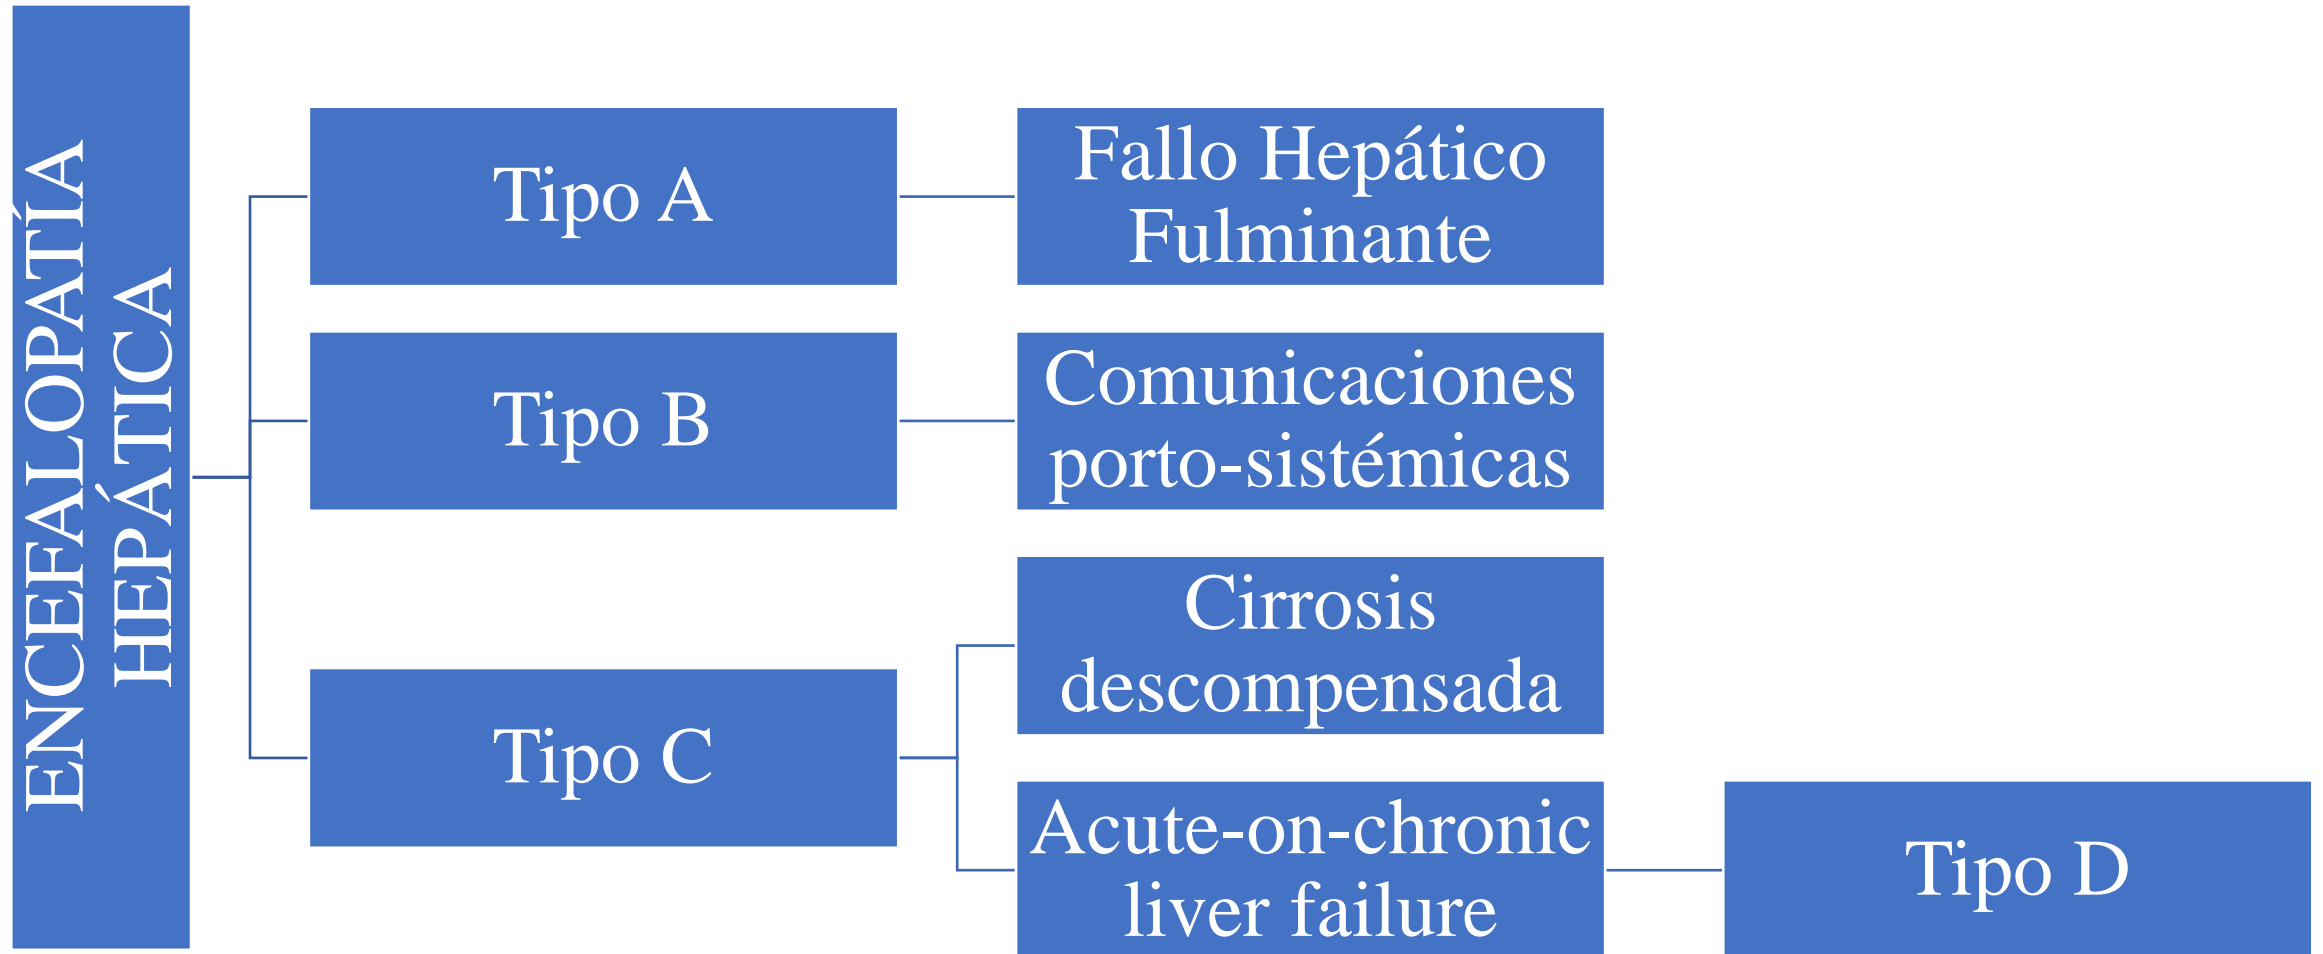 ENCEFALOPATÍA
HEPÁTICA
Tipo A
Fallo Hepático
Fulminante
Tipo B
Comunicaciones
porto-sistémicas
Tipo C
Cirrosis
descompensada
Acute-on-chronic
liver failure
Tipo D